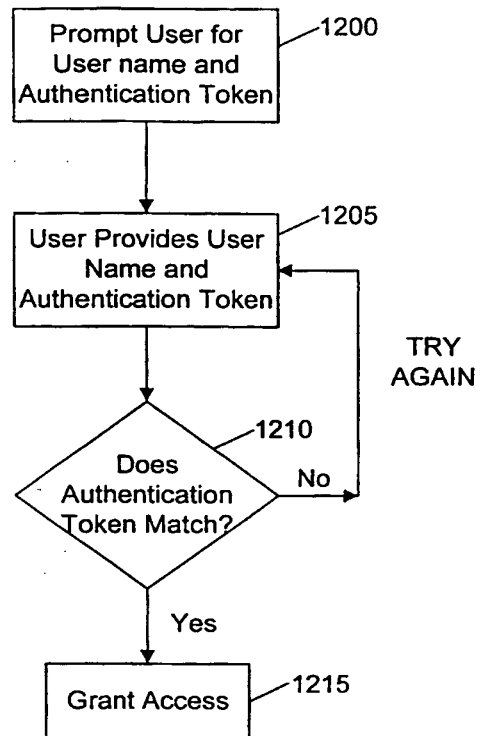 Prompt User for
User name and
Authentication Token
1200
User Provides User
Name and
Authentication Token
1205
TRY
AGAIN
Does
Authentication
Token Match?
1210
No
Yes
Grant Access
1215